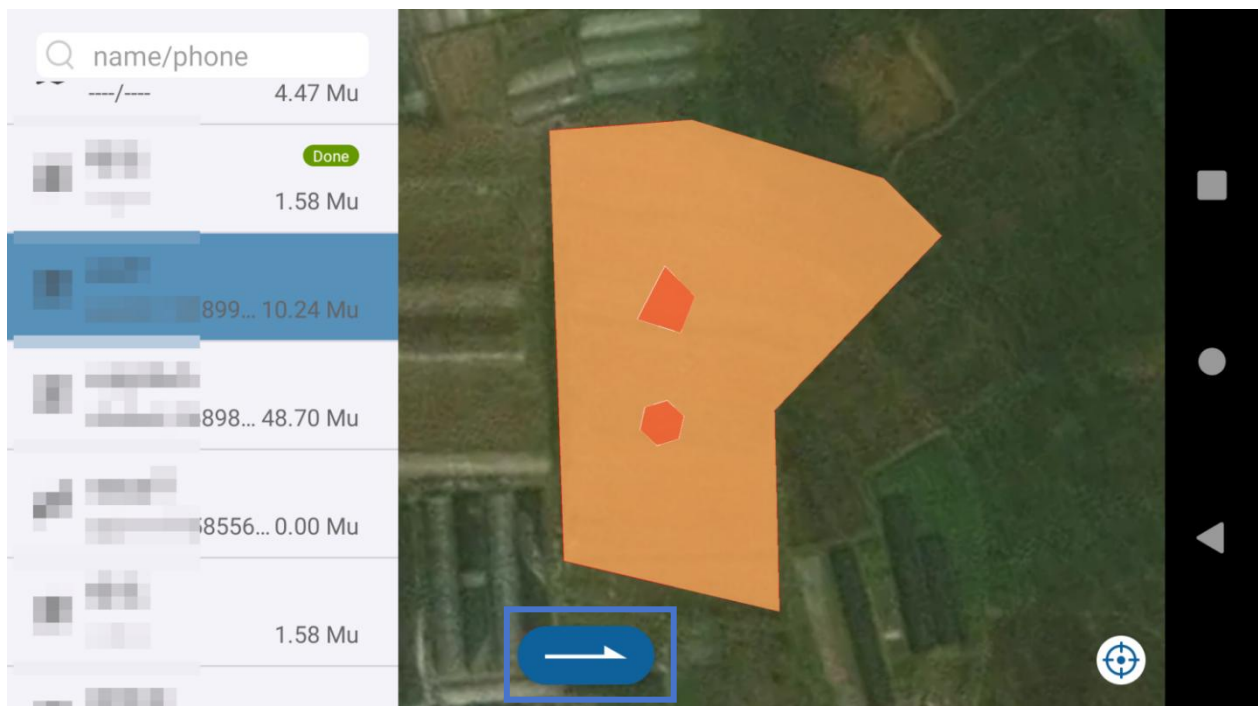 name/phone
----/----
4.47 Mu
Done
1.58 Mu
899... 10.24 Mu
898... 48.70 Mu
8556... 0.00 Mu
1.58 Mu